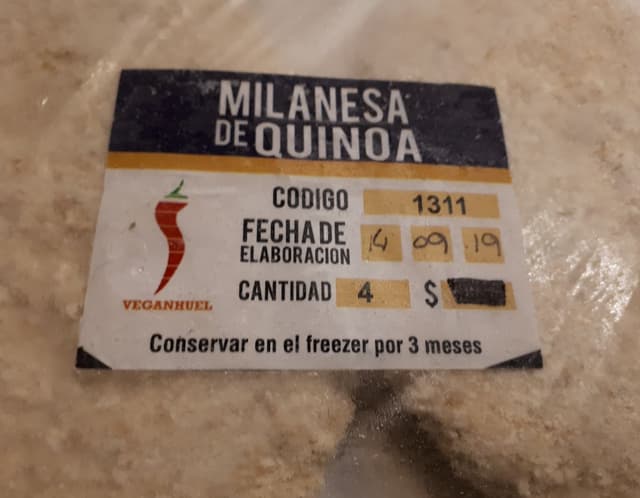 MILANESA
DE QUINOA
CODIGO 1311
FECHA DE
ELABORACION 14 09 19
CANTIDAD 4 $
VEGANHUEL
Conservar en el freezer por 3 meses